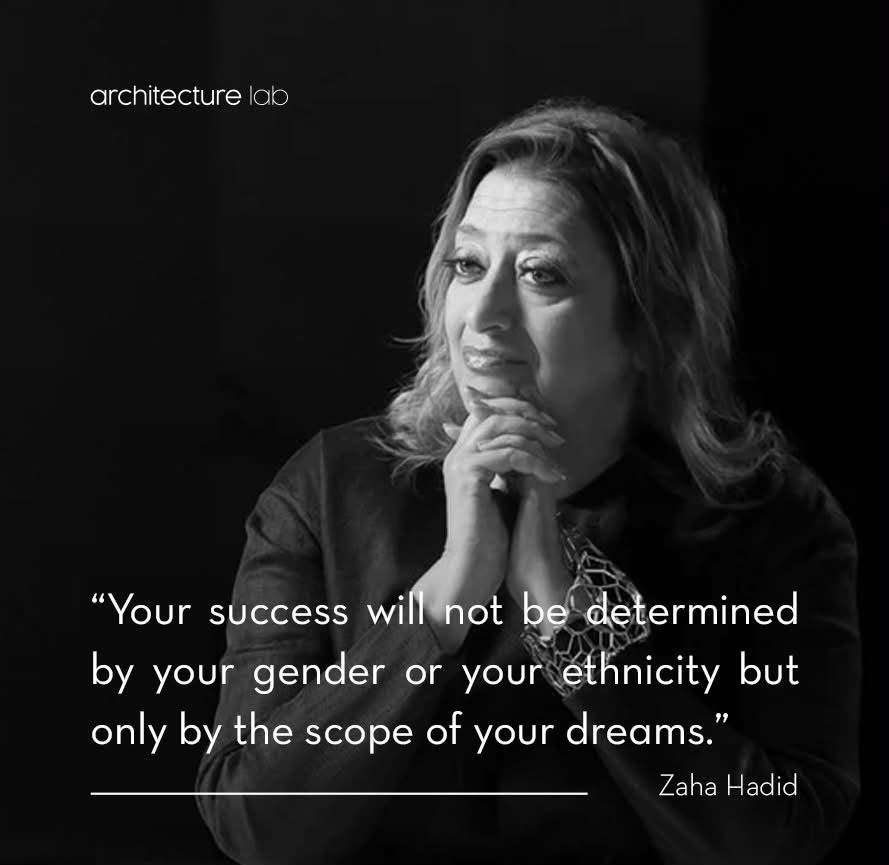 architecture lab
“Your success will not be determined
by your gender or your ethnicity but
only by the scope of your dreams.”
Zaha Hadid